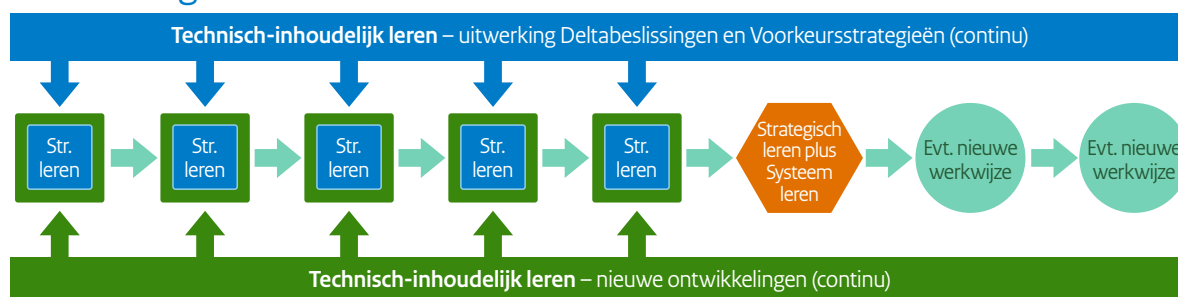 Technisch-inhoudelijk leren – uitwerking Deltabeslissingen en Voorkeursstrategieën (continu)
Str.
leren
Str.
leren
Str.
leren
Str.
leren
Str.
leren
Strategisch
leren plus
Systeem
leren
Evt. nieuwe
werkwijze
Evt. nieuwe
werkwijze
Technisch-inhoudelijk leren – nieuwe ontwikkelingen (continu)